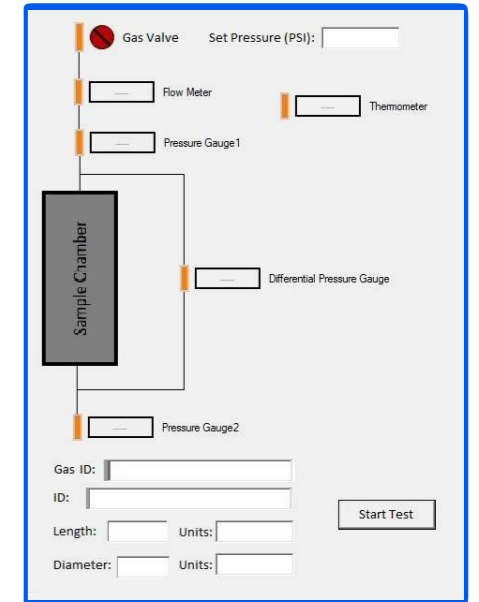 Gas Valve Set Pressure (PSI):
Flow Meter
Thermometer
Pressure Gauge1
Sample Chamber
Differential Pressure Gauge
Pressure Gauge2
Gas ID:
ID:
Start Test
Length: Units:
Diameter: Units: